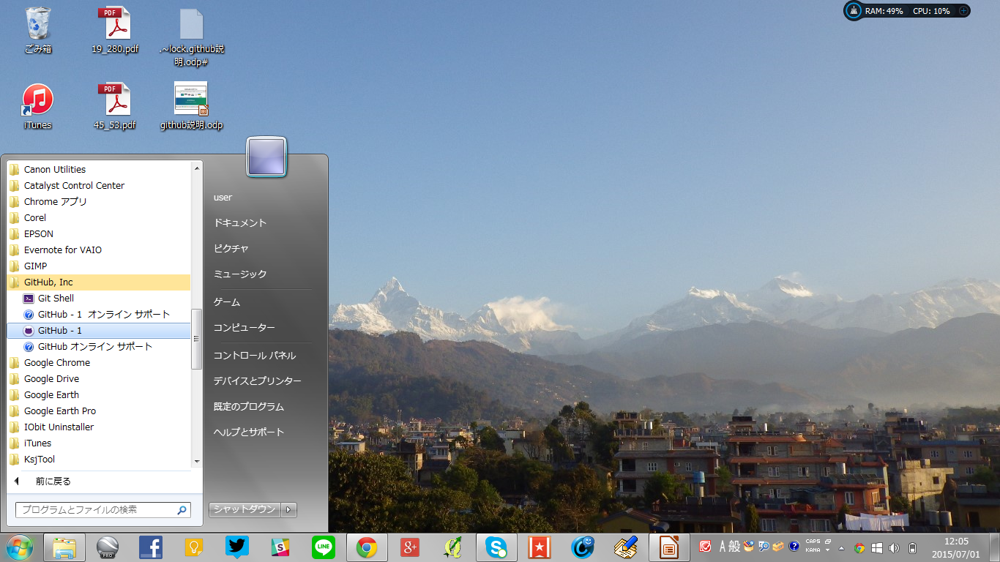 RAM: 49% CPU: 10%
ごみ箱
PDF
19_280.pdf
.~lock.github説
明.odp#
iTunes
PDF
45_53.pdf
github説明.odp
Canon Utilities
Catalyst Control Center
Chrome アプリ
Corel
EPSON
Evernote for VAIO
GIMP
GitHub, Inc
Git Shell
GitHub - 1 オンライン サポート
GitHub - 1
GitHub オンライン サポート
Google Chrome
Google Drive
Google Earth
Google Earth Pro
IObit Uninstaller
iTunes
KsjTool
前に戻る
プログラムとファイルの検索
user
ドキュメント
ピクチャ
ミュージック
ゲーム
コンピューター
コントロール パネル
デバイスとプリンター
既定のプログラム
ヘルプとサポート
シャットダウン
PRO
LINE
g+
A 般
CAPS
KANA
12:05
2015/07/01